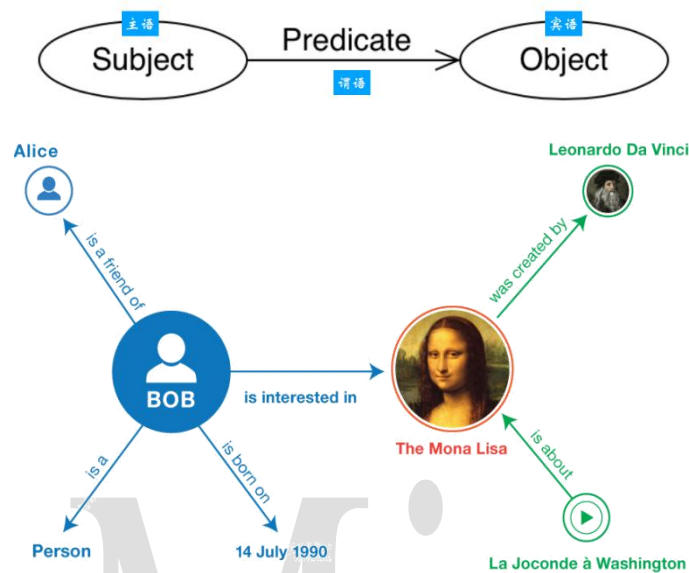 主语
宾语
Subject
Predicate
Object
谓语
Alice
Leonardo Da Vinci
is a friend of
was created by
BOB
is interested in
The Mona Lisa
is a
is born on
is about
Person
14 July 1990
La Joconde à Washington